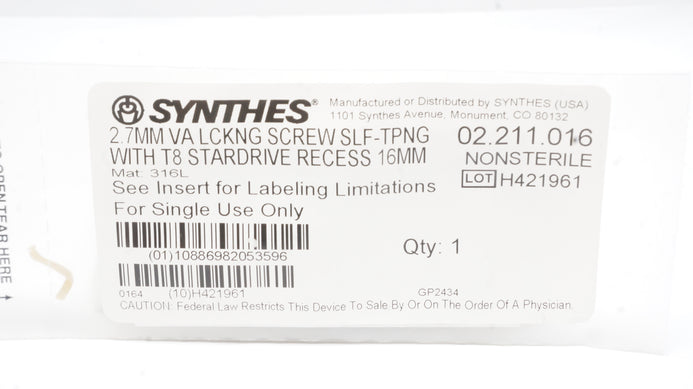 SYNTHES®
Manufactured or Distributed by SYNTHES (USA)
1101 Synthes Avenue, Monument, CO 80132
2.7MM VA LCKNG SCREW SLF-TPNG
WITH T8 STARDRIVE RECESS 16MM
02.211.016
NONSTERILE
LOT H421961
Mat: 316L
See Insert for Labeling Limitations
For Single Use Only
(01)10886982053596
Qty: 1
0164
(10)H421961
GP2434
CAUTION: Federal Law Restricts This Device To Sale By Or On The Order Of A Physician.
OPEN TEAR HERE